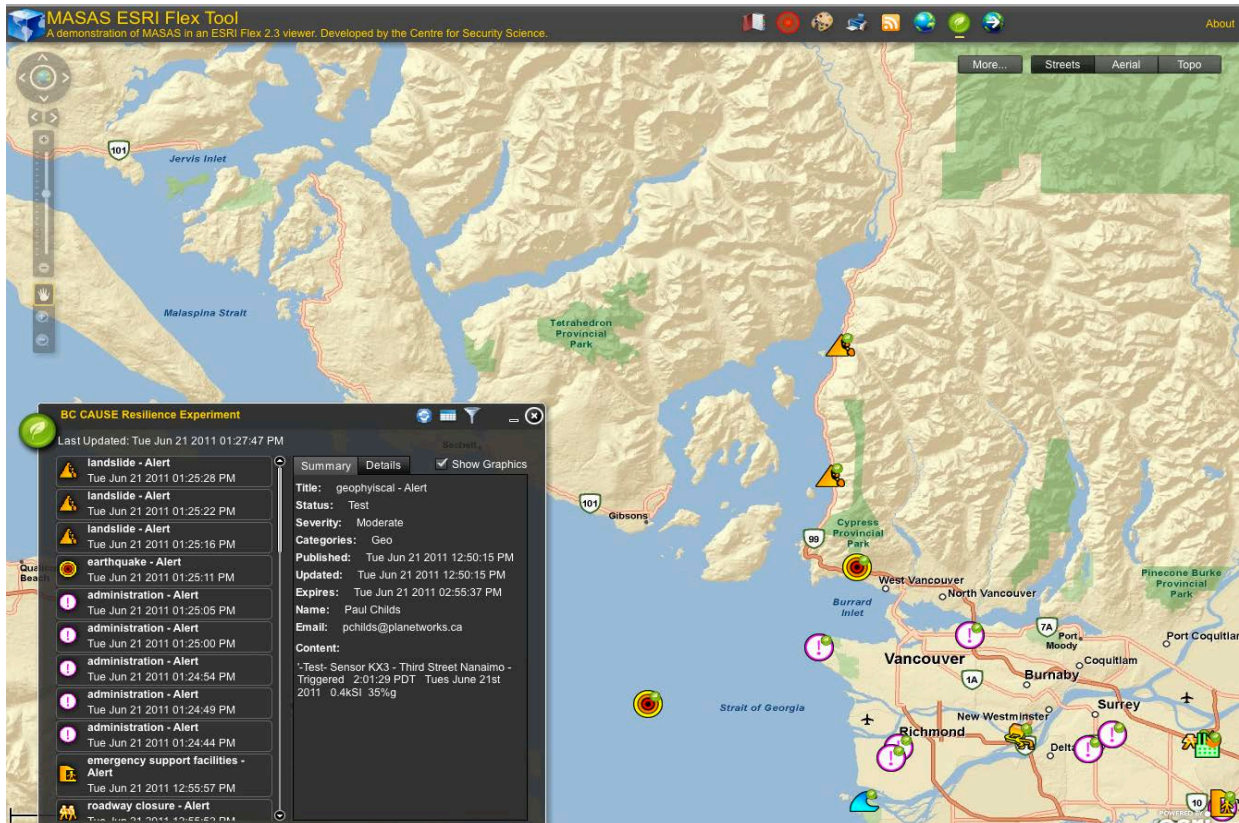 MASAS ESRI Flex Tool
A demonstration of MASAS in an ESRI Flex 2.3 viewer. Developed by the Centre for Security Science.
About
More...
Streets
Aerial
Topo
101
Jervis Inlet
Malaspina Strait
Tetrahedron
Provincial
Park
101
Gibsons
99
Cypress
Provincial
Park
West Vancouver
North Vancouver
Burrard
Inlet
Pinecone Burke
Provincial
Park
7A
Port
Moody
Port Coquitlam
Coquitlam
Vancouver
1A
Burnaby
Strait of Georgia
New Westminster
Surrey
Richmond
Delta
10
POWERED BY
esri
Beach
BC CAUSE Resilience Experiment
Last Updated: Tue Jun 21 2011 01:27:47 PM
landslide - Alert
Tue Jun 21 2011 01:25:28 PM
landslide - Alert
Tue Jun 21 2011 01:25:22 PM
landslide - Alert
Tue Jun 21 2011 01:25:16 PM
earthquake - Alert
Tue Jun 21 2011 01:25:11 PM
administration - Alert
Tue Jun 21 2011 01:25:05 PM
administration - Alert
Tue Jun 21 2011 01:25:00 PM
administration - Alert
Tue Jun 21 2011 01:24:54 PM
administration - Alert
Tue Jun 21 2011 01:24:49 PM
administration - Alert
Tue Jun 21 2011 01:24:44 PM
emergency support facilities -
Alert
Tue Jun 21 2011 12:55:57 PM
roadway closure - Alert
Tue Jun 21 2011 12:55:52 PM
Summary
Details
Show Graphics
Title: geophyiscal - Alert
Status: Test
Severity: Moderate
Categories: Geo
Published: Tue Jun 21 2011 12:50:15 PM
Updated: Tue Jun 21 2011 12:50:15 PM
Expires: Tue Jun 21 2011 02:55:37 PM
Name: Paul Childs
Email: pchilds@planetworks.ca
Content:
'-Test- Sensor KX3 - Third Street Nanaimo -
Triggered 2:01:29 PDT Tues June 21st
2011 0.4kSI 35%g